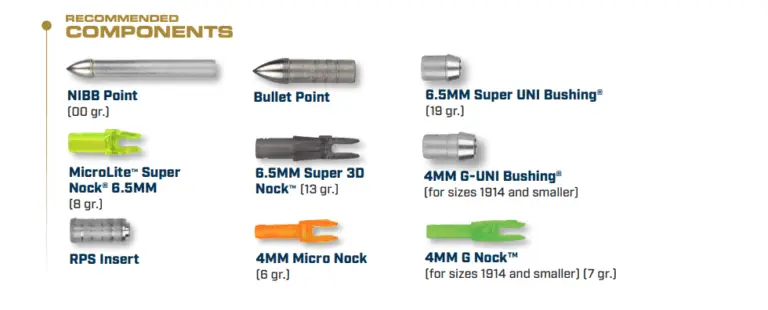 RECOMMENDED
COMPONENTS
NIBB Point
(00 gr.)
Bullet Point
6.5MM Super UNI Bushing®
(19 gr.)
MicroLite™ Super
Nock® 6.5MM
(8 gr.)
6.5MM Super 3D
Nock™ (13 gr.)
4MM G-UNI Bushing®
(for sizes 1914 and smaller)
RPS Insert
4MM Micro Nock
(6 gr.)
4MM G Nock™
(for sizes 1914 and smaller) (7 gr.)